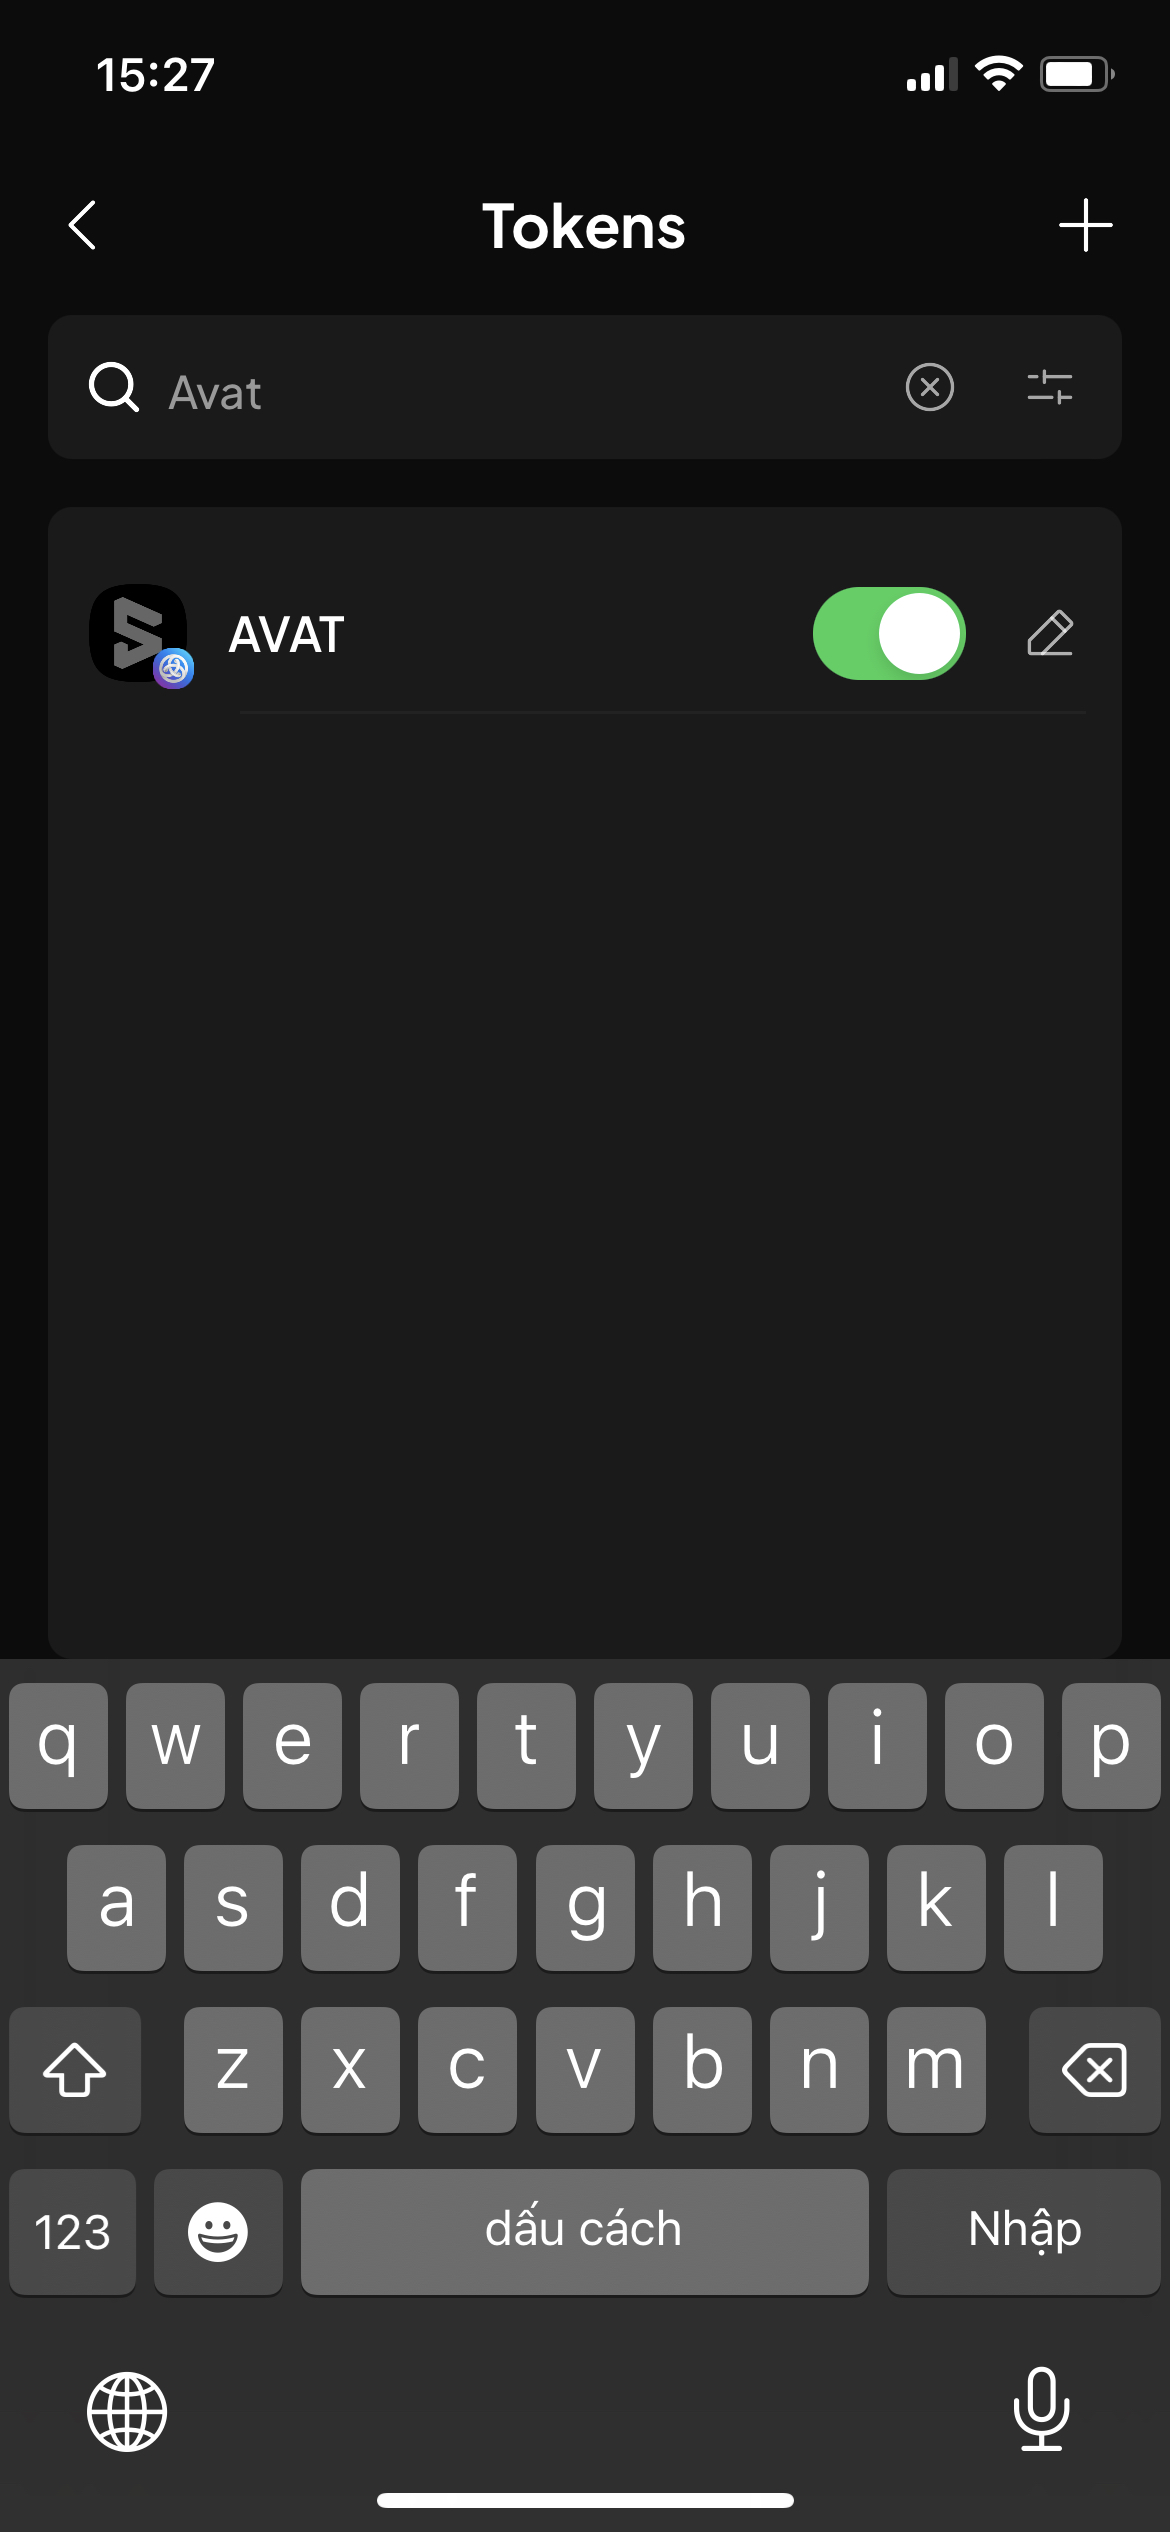 15:27
Tokens
Avat
AVAT
q w e r t y u i o p
a s d f g h j k l
z x c v b n m
123 dấu cách Nhập